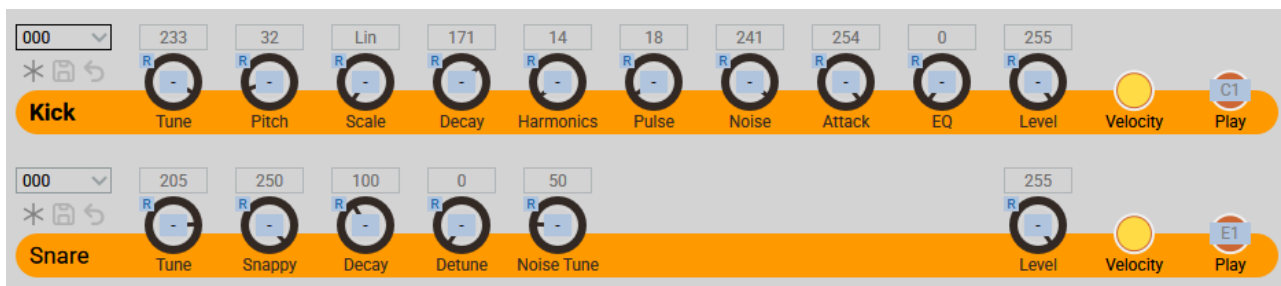 000 233 32 Lin 171 14 18 241 254 0 255
R R R R R R R R R R
- - - - - - - - - - C1
Kick Tune Pitch Scale Decay Harmonics Pulse Noise Attack EQ Level Velocity Play
000 205 250 100 0 50 255
R R R R R R
- - - - - - E1
Snare Tune Snappy Decay Detune Noise Tune Level Velocity Play